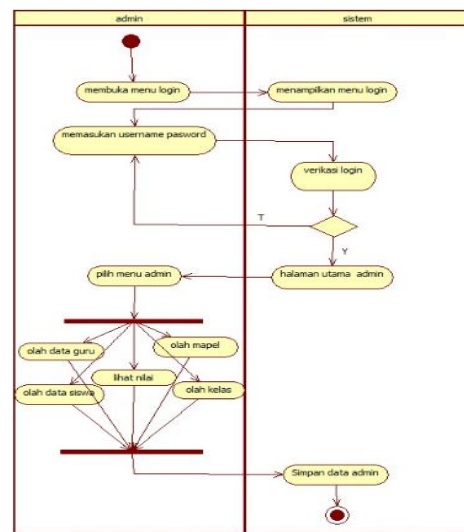 admin
sistem
membuka menu login
menampilkan menu login
memasukan username pasword
verikasi login
T
Y
pilih menu admin
halaman utama admin
olah data guru
olah mapel
lihat nilai
olah data siswa
olah kelas
Simpan data admin